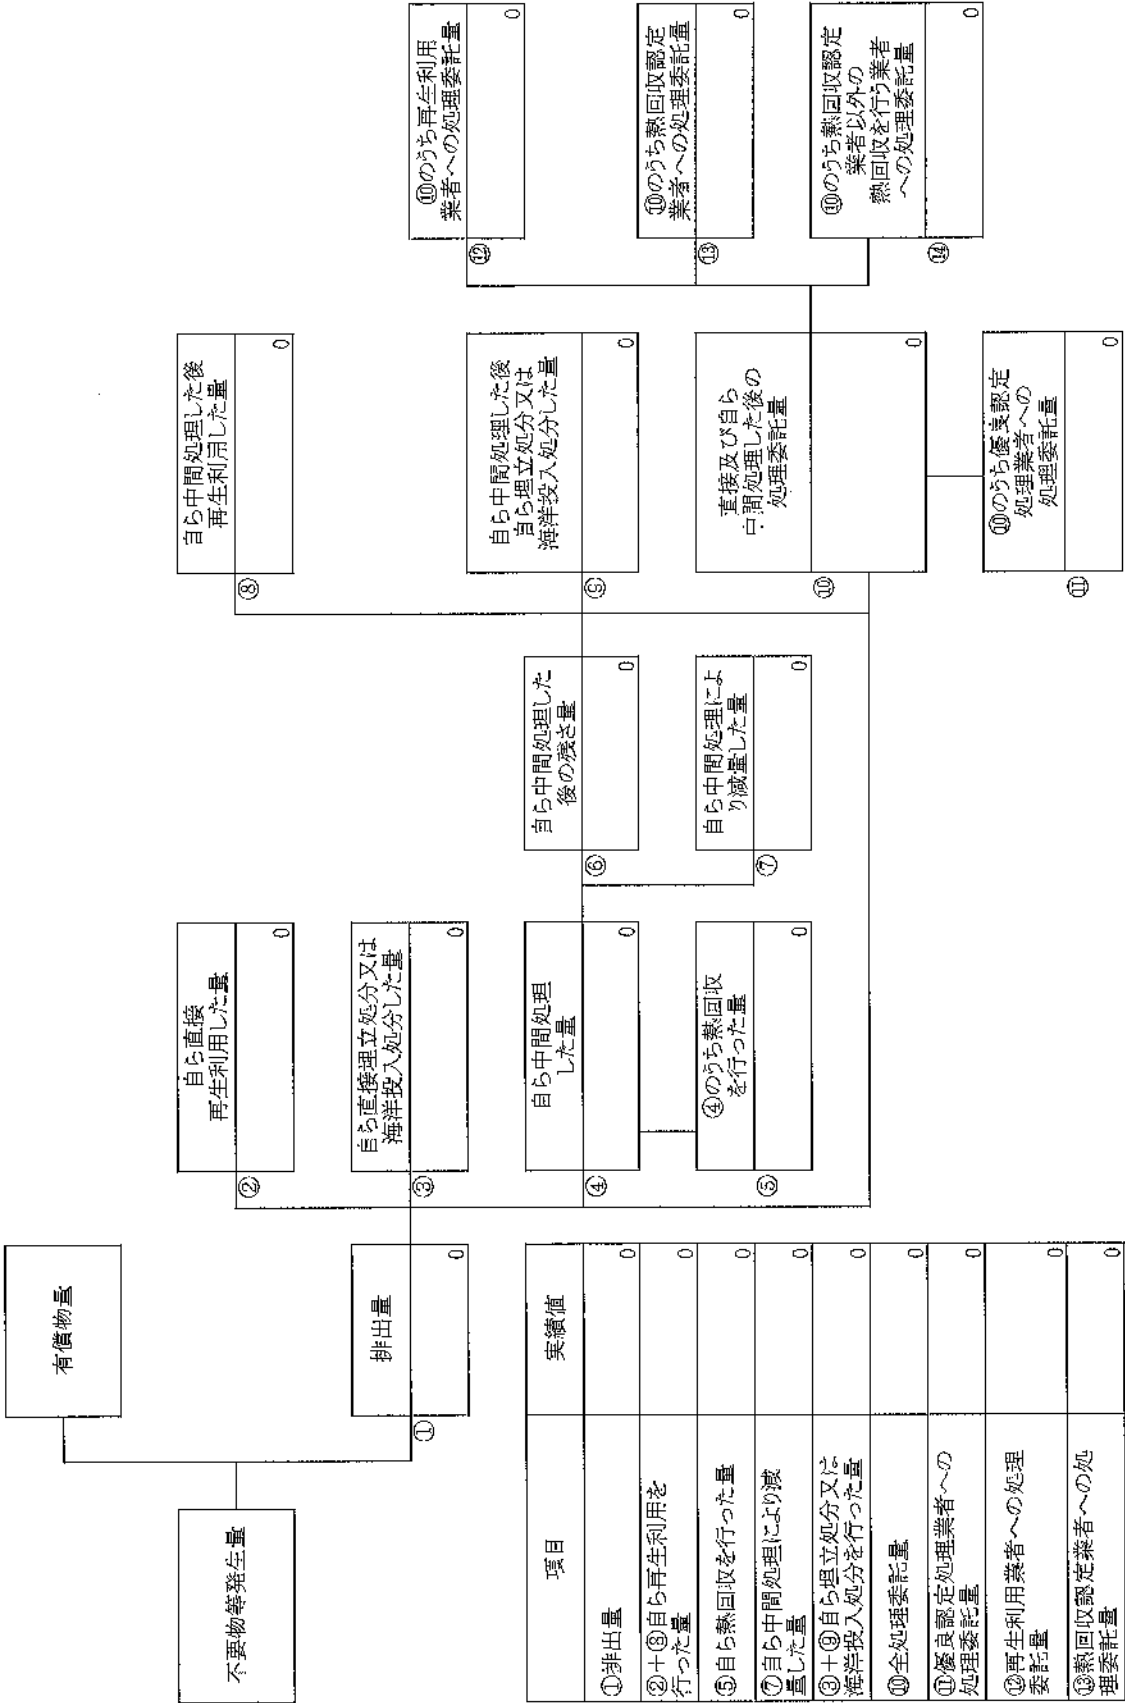 不要物等発生量
有償物量
①
排出量
0
②
自ら直接
再生利用した量
0
③
自ら直接埋立処分又は
海洋投入処分した量
0
④
自ら中間処理
した量
0
⑤
④のうち熱回収
を行った量
0
⑥
自ら中間処理した
後の残さ量
0
⑦
自ら中間処理によ
り減量した量
0
⑧
自ら中間処理した後
再生利用した量
0
⑨
自ら中間処理した後
自ら埋立処分又は
海洋投入処分した量
0
⑩
直接及び自ら
中間処理した後の
処理委託量
0
⑪
⑩のうち優良認定
処理業者への
処理委託量
0
⑫
⑩のうち再生利用
業者への処理委託量
0
⑬
⑩のうち熱回収認定
業者への処理委託量
0
⑭
⑩のうち熱回収認定
業者以外の
熱回収を行う業者
への処理委託量
0
項目 実績値
①排出量 0
②＋⑧自ら再生利用を
行った量 0
⑤自ら熱回収を行った量 0
⑦自ら中間処理により減
量した量 0
③＋⑨自ら埋立処分又は
海洋投入処分を行った量 0
⑩全処理委託量 0
⑪優良認定処理業者への
処理委託量 0
⑫再生利用業者への処理
委託量 0
⑬熱回収認定業者への処
理委託量 0